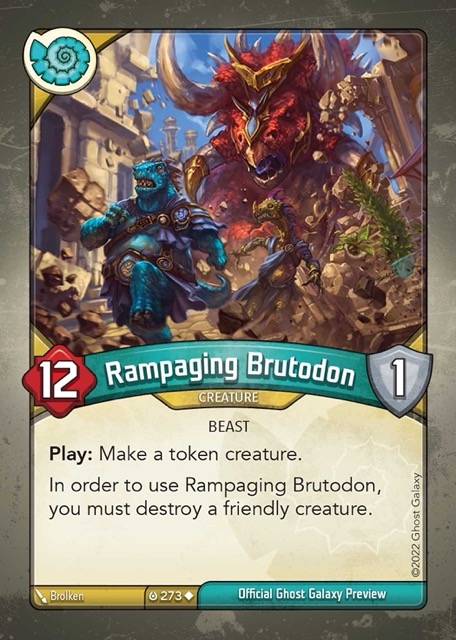 12
Rampaging Brutodon
1
CREATURE
BEAST
Play: Make a token creature.
In order to use Rampaging Brutodon,
you must destroy a friendly creature.
©2022 Ghost Galaxy
Brolken
273
Official Ghost Galaxy Preview